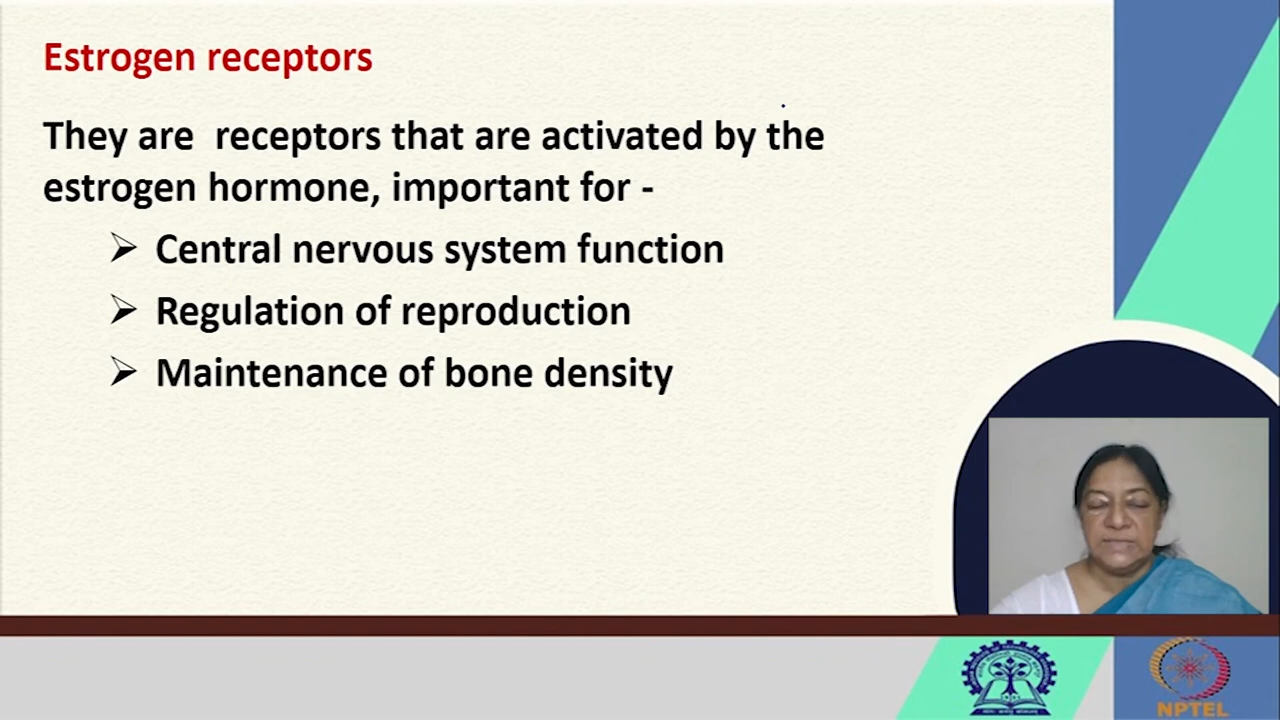 Estrogen receptors
They are receptors that are activated by the
estrogen hormone, important for -
Central nervous system function
Regulation of reproduction
Maintenance of bone density
NPTEL